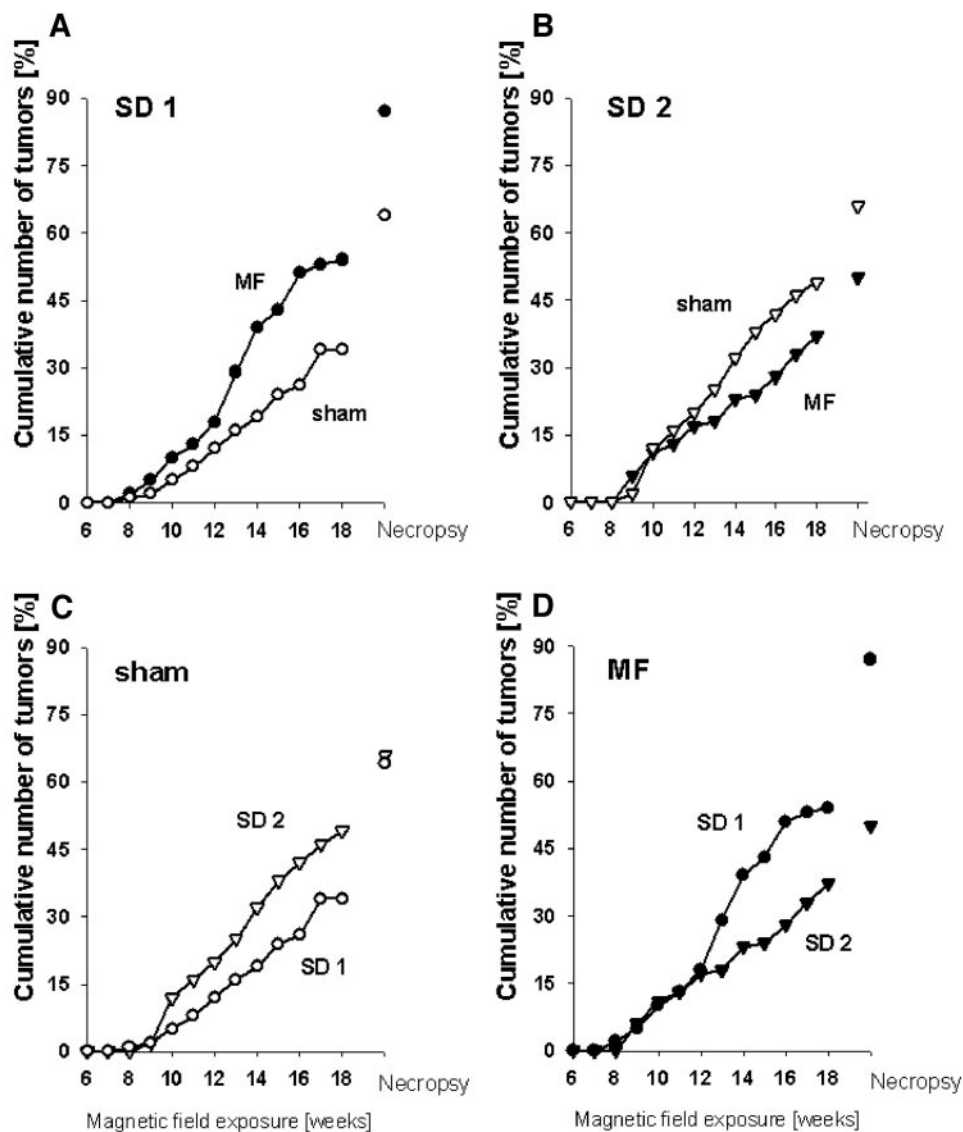 A
Cumulative number of tumors [%]
SD 1
90
75
60
45
30
15
0
MF
sham
6 8 10 12 14 16 18 Necropsy
B
Cumulative number of tumors [%]
SD 2
90
75
60
45
30
15
0
sham
MF
6 8 10 12 14 16 18 Necropsy
C
Cumulative number of tumors [%]
sham
90
75
60
45
30
15
0
SD 2
SD 1
6 8 10 12 14 16 18 Necropsy
Magnetic field exposure [weeks]
D
Cumulative number of tumors [%]
MF
90
75
60
45
30
15
0
SD 1
SD 2
6 8 10 12 14 16 18 Necropsy
Magnetic field exposure [weeks]